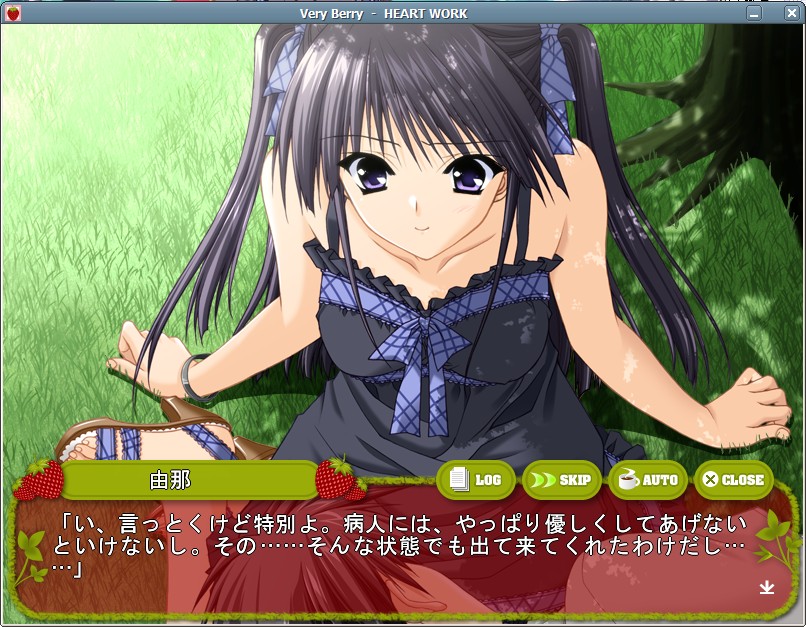 Very Berry - HEART WORK
由那
LOG
SKIP
AUTO
CLOSE
「い、言っとくけど特別よ。病人には、やっぱり優しくしてあげない
といけないし。その……そんな状態でも出て来てくれたわけだし…
…」